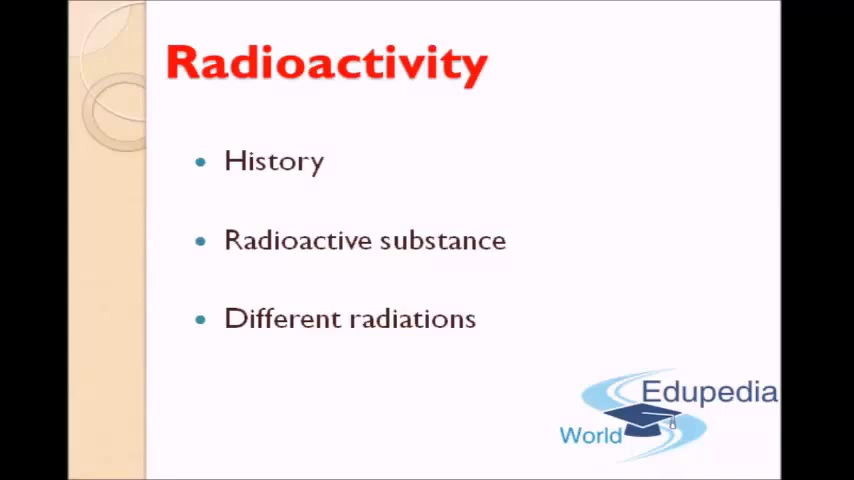 Radioactivity
• History
• Radioactive substance
• Different radiations
Edupedia
World